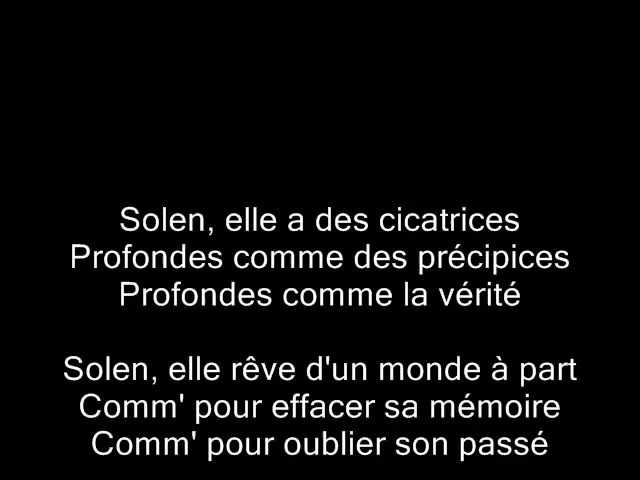 Solen, elle a des cicatrices
Profondes comme des précipices
Profondes comme la vérité
Solen, elle rêve d'un monde à part
Comm' pour effacer sa mémoire
Comm' pour oublier son passé